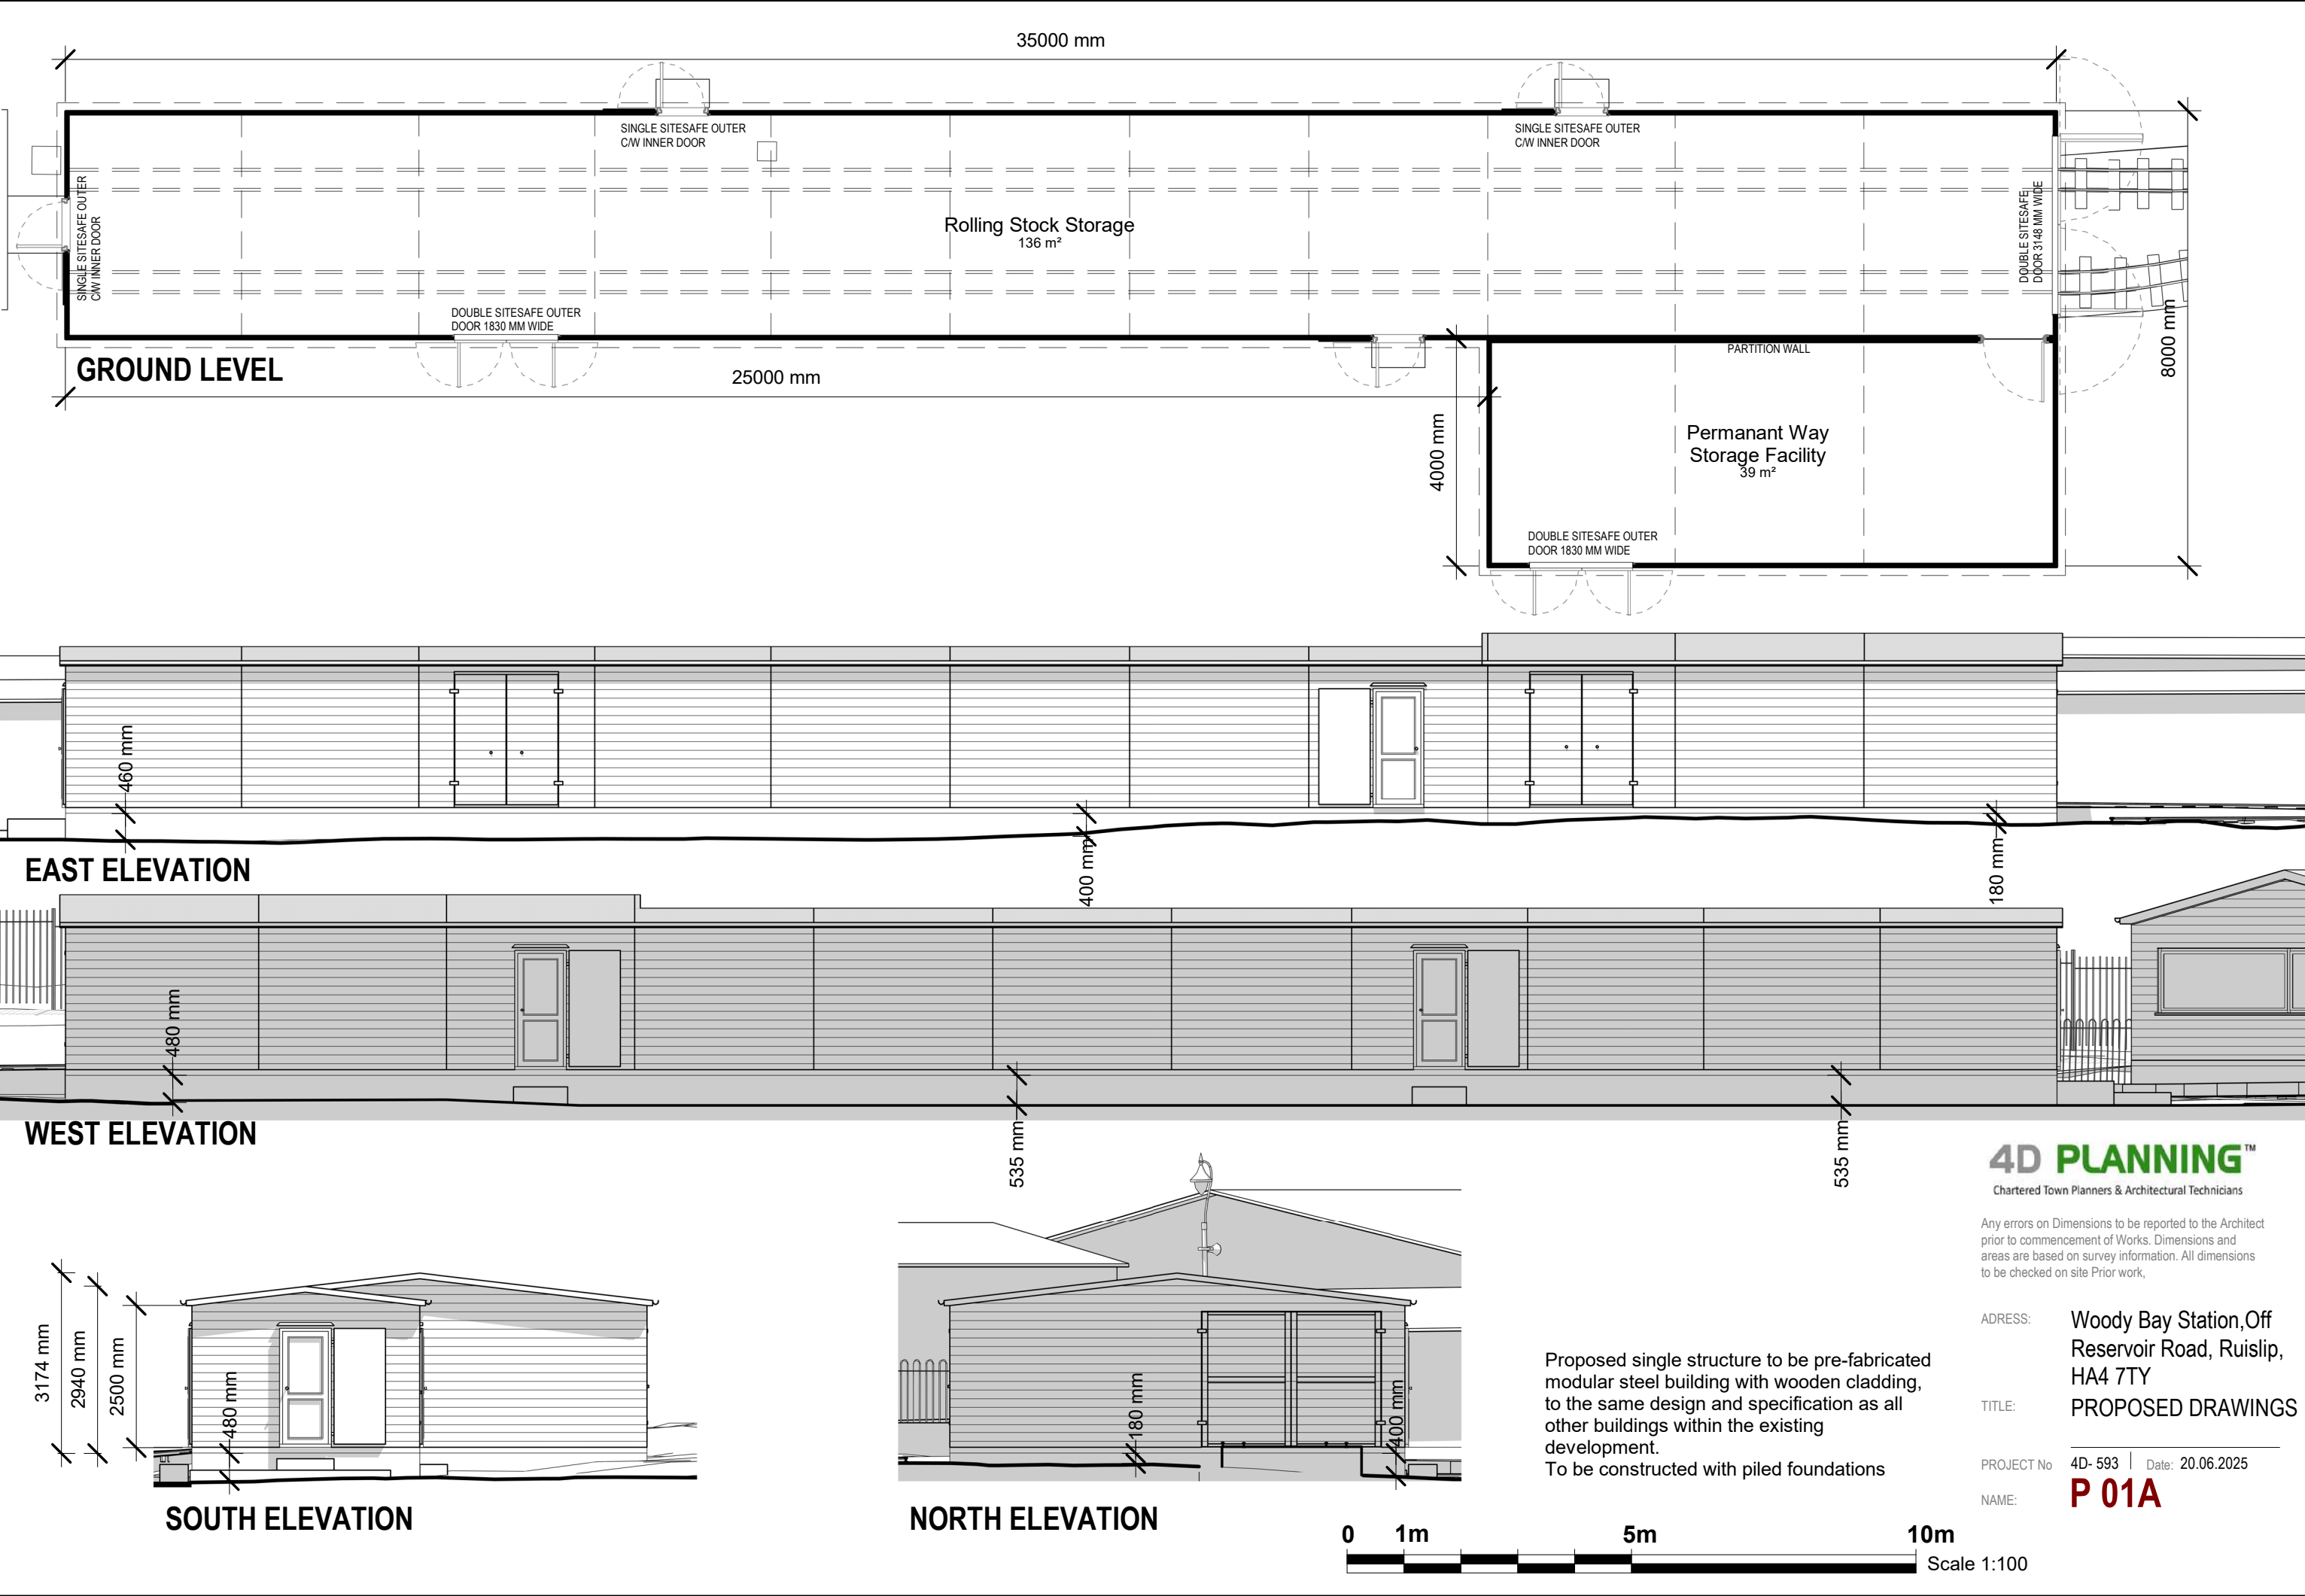 35000 mm
SINGLE SITESAFE OUTER
C/W INNER DOOR
SINGLE SITESAFE OUTER
C/W INNER DOOR
SINGLE SITESAFE OUTER
C/W INNER DOOR
Rolling Stock Storage
136 m²
DOUBLE SITESAFE
DOOR 3148 MM WIDE
DOUBLE SITESAFE OUTER
DOOR 1830 MM WIDE
PARTITION WALL
8000 mm
GROUND LEVEL
25000 mm
4000 mm
Permanant Way
Storage Facility
39 m²
DOUBLE SITESAFE OUTER
DOOR 1830 MM WIDE
460 mm
400 mm
180 mm
EAST ELEVATION
480 mm
535 mm
535 mm
WEST ELEVATION
3174 mm
2940 mm
2500 mm
480 mm
SOUTH ELEVATION
180 mm
400 mm
NORTH ELEVATION
Proposed single structure to be pre-fabricated
modular steel building with wooden cladding,
to the same design and specification as all
other buildings within the existing
development.
To be constructed with piled foundations
0 1m 5m 10m
Scale 1:100
4D PLANNING™
Chartered Town Planners & Architectural Technicians
Any errors on Dimensions to be reported to the Architect
prior to commencement of Works. Dimensions and
areas are based on survey information. All dimensions
to be checked on site Prior work,
ADRESS: Woody Bay Station,Off
Reservoir Road, Ruislip,
HA4 7TY
TITLE: PROPOSED DRAWINGS
PROJECT No 4D- 593 Date: 20.06.2025
NAME: P 01A